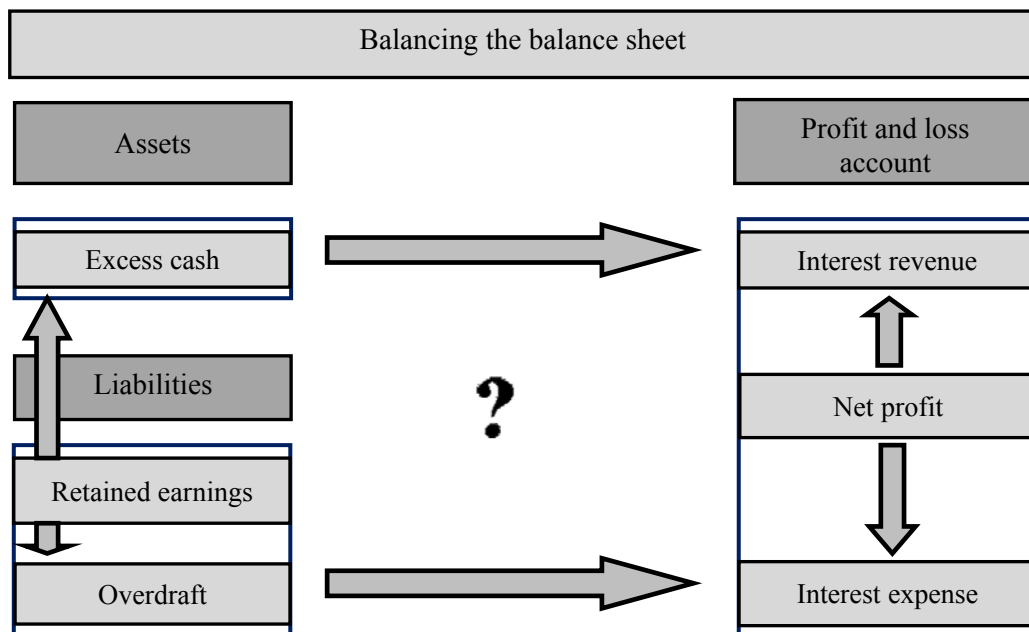 Balancing the balance sheet
Assets
Profit and loss
account
Excess cash
Interest revenue
Liabilities
?
Net profit
Retained earnings
Overdraft
Interest expense